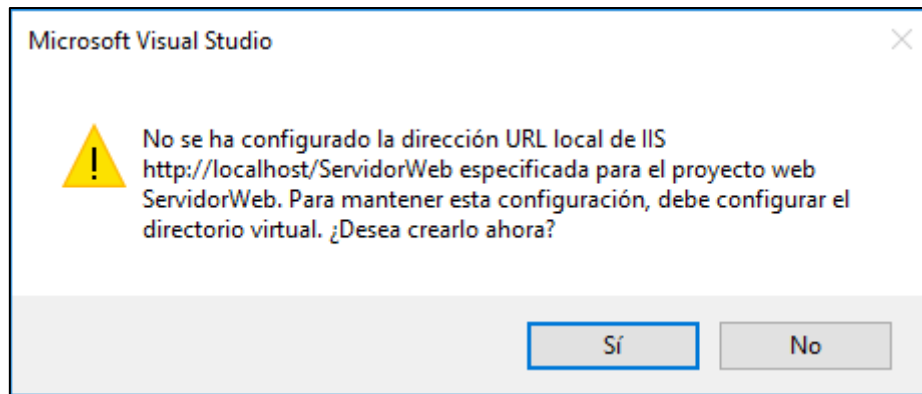 Microsoft Visual Studio
No se ha configurado la dirección URL local de IIS
http://localhost/ServidorWeb especificada para el proyecto web
ServidorWeb. Para mantener esta configuración, debe configurar el
directorio virtual. ¿Desea crearlo ahora?
Sí
No